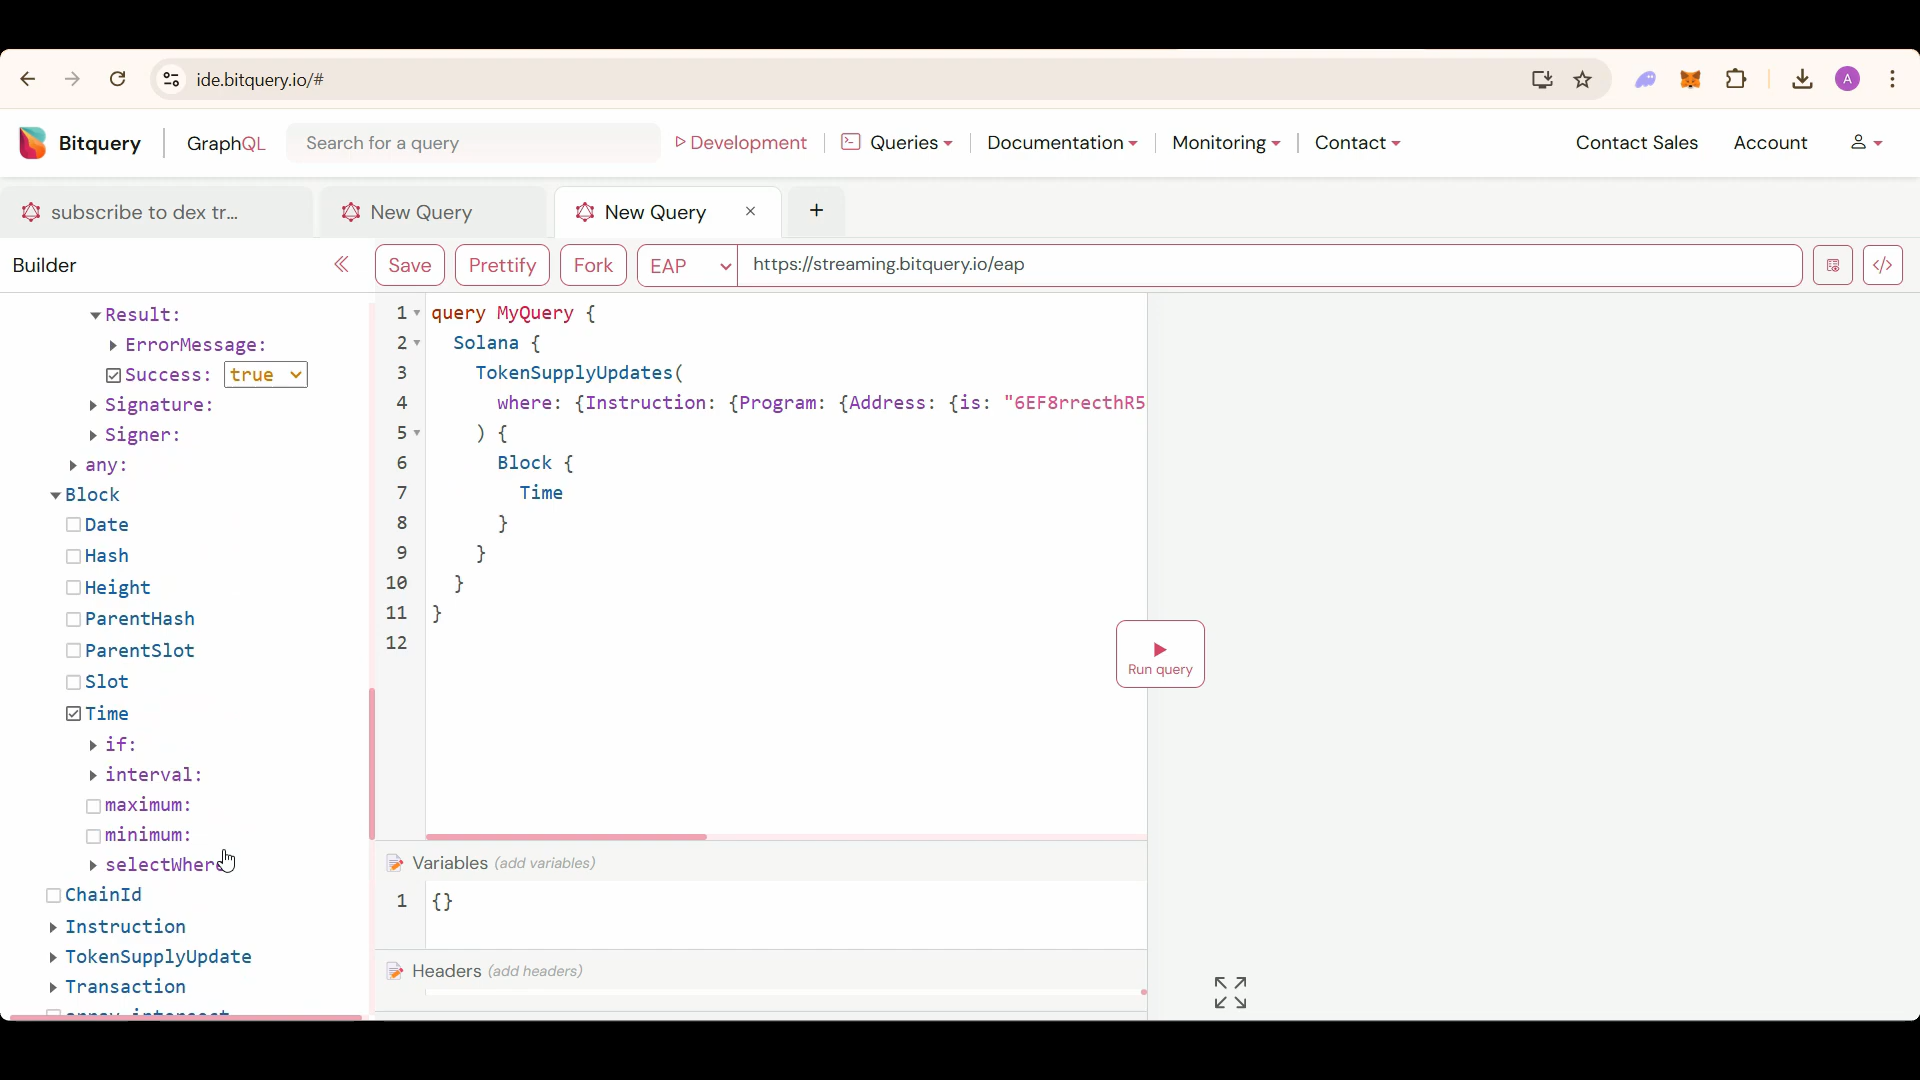 ide.bitquery.io/#
A
Bitquery
GraphQL
Search for a query
Development
Queries
Documentation
Monitoring
Contact
Contact Sales
Account
subscribe to dex tr...
New Query
New Query
×
+
Builder
Save
Prettify
Fork
EAP
https://streaming.bitquery.io/eap
Result:
ErrorMessage:
Success: true
Signature:
Signer:
any:
Block
Date
Hash
Height
ParentHash
ParentSlot
Slot
Time
if:
interval:
maximum:
minimum:
selectWhere
ChainId
Instruction
TokenSupplyUpdate
Transaction
1 query MyQuery {
2 Solana {
3 TokenSupplyUpdates(
4 where: {Instruction: {Program: {Address: {is: "6EF8rrecthR5
5 ) {
6 Block {
7 Time
8 }
9 }
10 }
11 }
12
Run query
Variables (add variables)
1 {}
Headers (add headers)